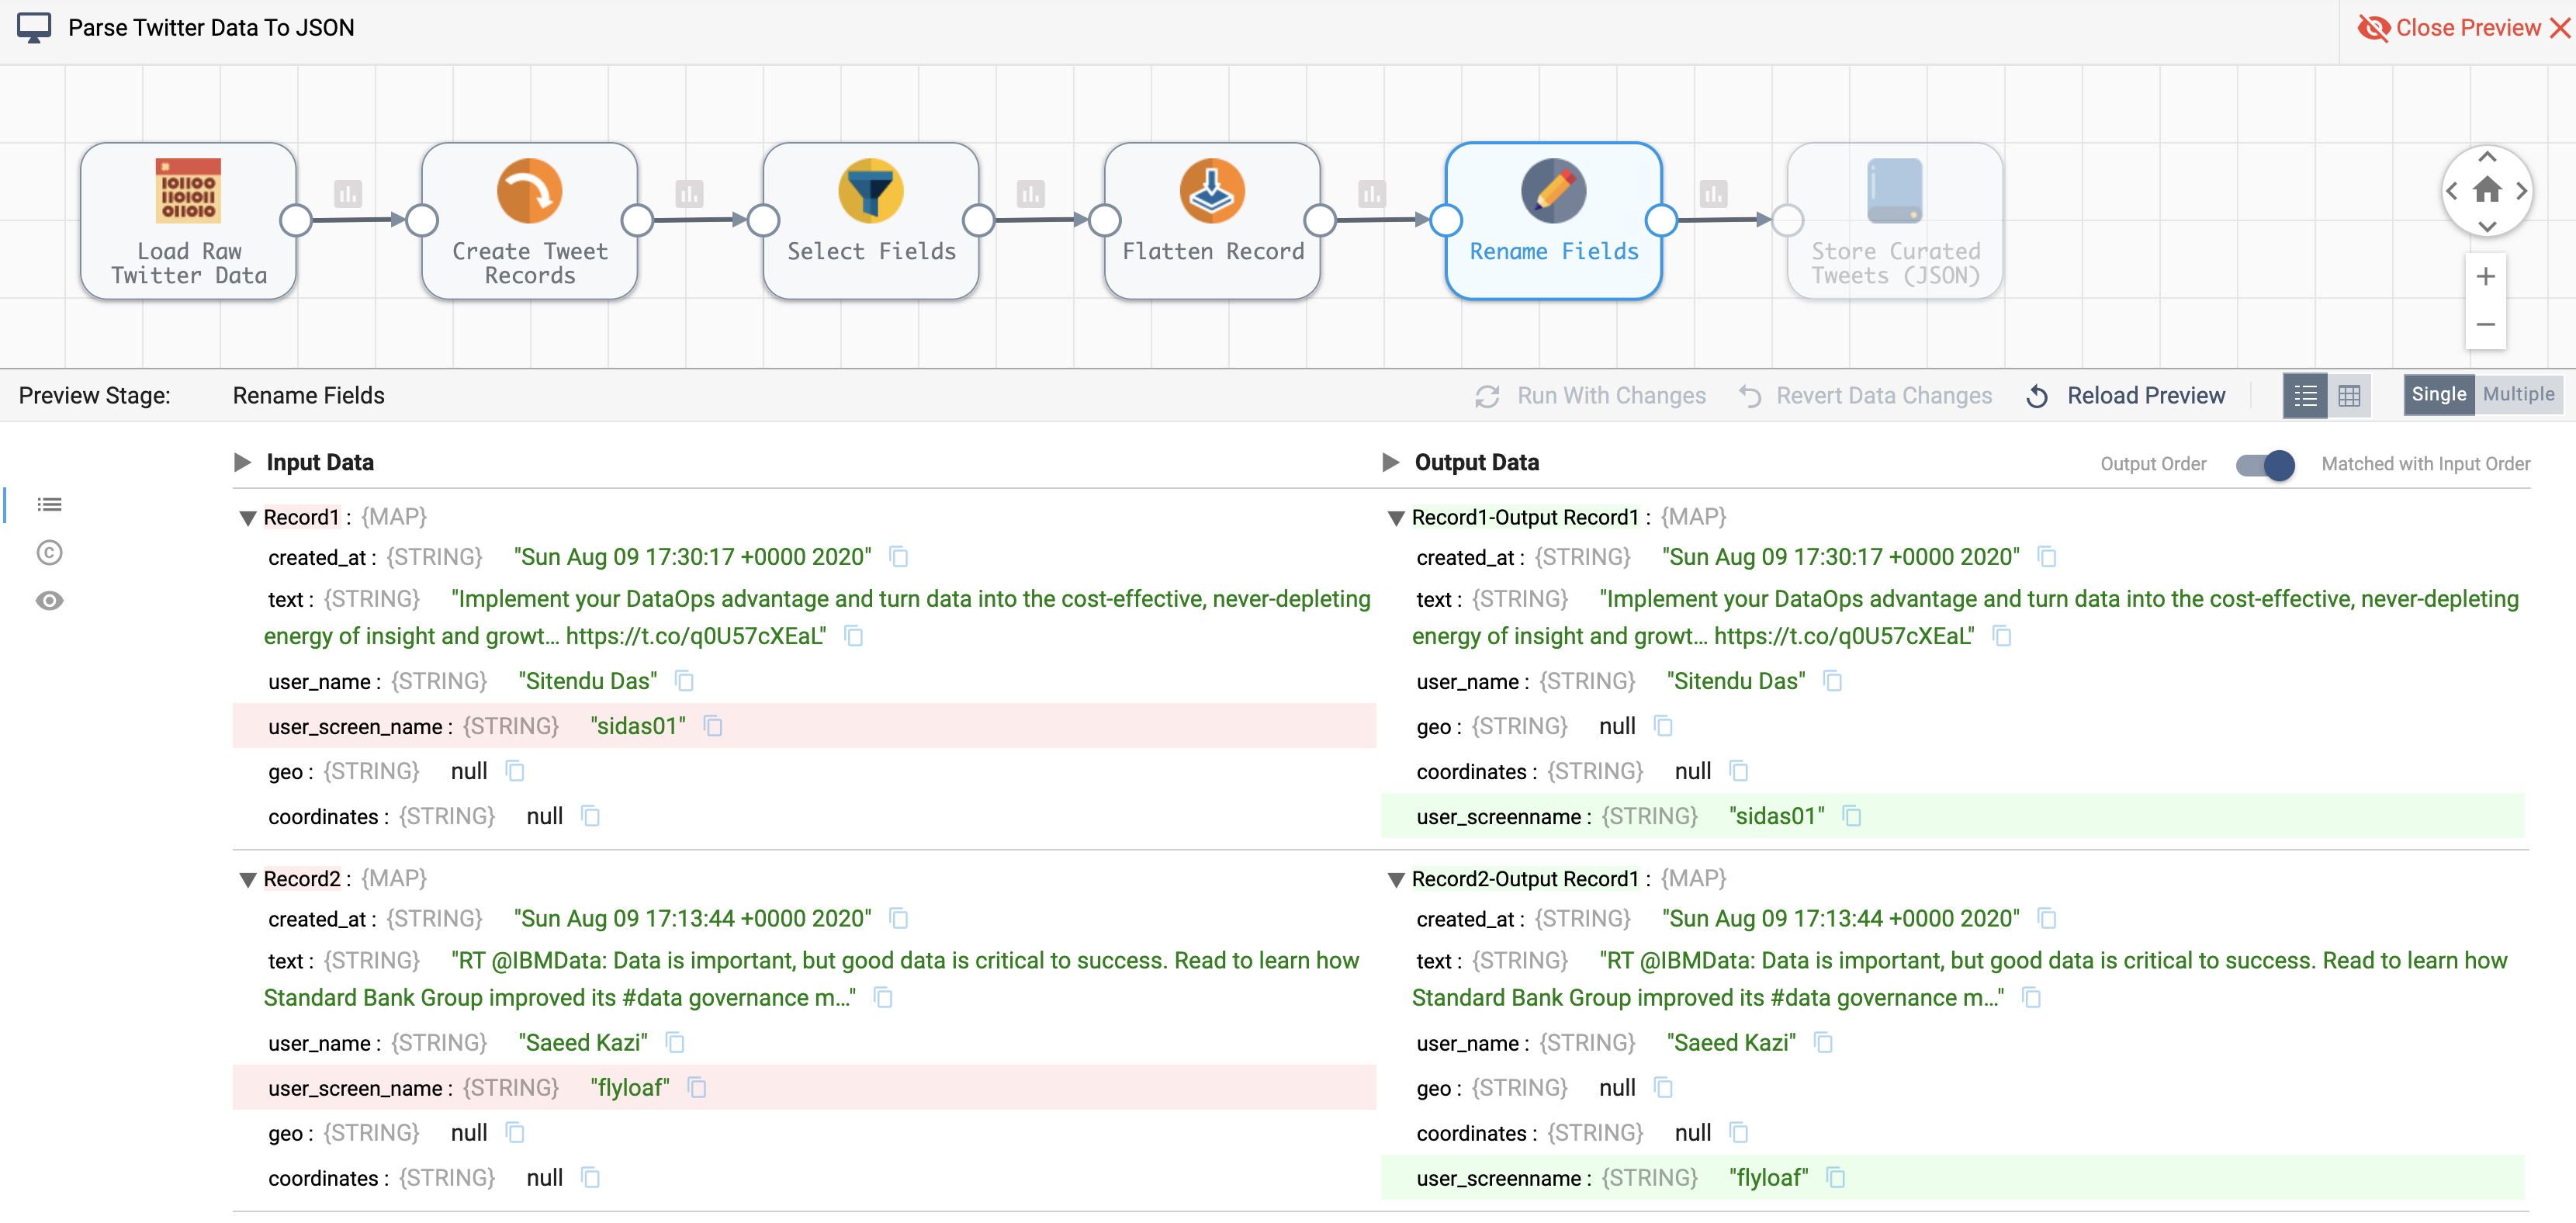 Parse Twitter Data To JSON
Close Preview
101100
101011
011010
Load Raw
Twitter Data
Create Tweet
Records
Select Fields
Flatten Record
Rename Fields
Store Curated
Tweets (JSON)
Preview Stage: Rename Fields Run With Changes Revert Data Changes Reload Preview Single Multiple
Input Data
Record1 : {MAP}
created_at : {STRING} "Sun Aug 09 17:30:17 +0000 2020"
text : {STRING} "Implement your DataOps advantage and turn data into the cost-effective, never-depleting
energy of insight and growt… https://t.co/q0U57cXEaL"
user_name : {STRING} "Sitendu Das"
user_screen_name : {STRING} "sidas01"
geo : {STRING} null
coordinates : {STRING} null
Record2 : {MAP}
created_at : {STRING} "Sun Aug 09 17:13:44 +0000 2020"
text : {STRING} "RT @IBMData: Data is important, but good data is critical to success. Read to learn how
Standard Bank Group improved its #data governance m…"
user_name : {STRING} "Saeed Kazi"
user_screen_name : {STRING} "flyloaf"
geo : {STRING} null
coordinates : {STRING} null
Output Data Output Order Matched with Input Order
Record1-Output Record1 : {MAP}
created_at : {STRING} "Sun Aug 09 17:30:17 +0000 2020"
text : {STRING} "Implement your DataOps advantage and turn data into the cost-effective, never-depleting
energy of insight and growt… https://t.co/q0U57cXEaL"
user_name : {STRING} "Sitendu Das"
geo : {STRING} null
coordinates : {STRING} null
user_screenname : {STRING} "sidas01"
Record2-Output Record1 : {MAP}
created_at : {STRING} "Sun Aug 09 17:13:44 +0000 2020"
text : {STRING} "RT @IBMData: Data is important, but good data is critical to success. Read to learn how
Standard Bank Group improved its #data governance m…"
user_name : {STRING} "Saeed Kazi"
geo : {STRING} null
coordinates : {STRING} null
user_screenname : {STRING} "flyloaf"